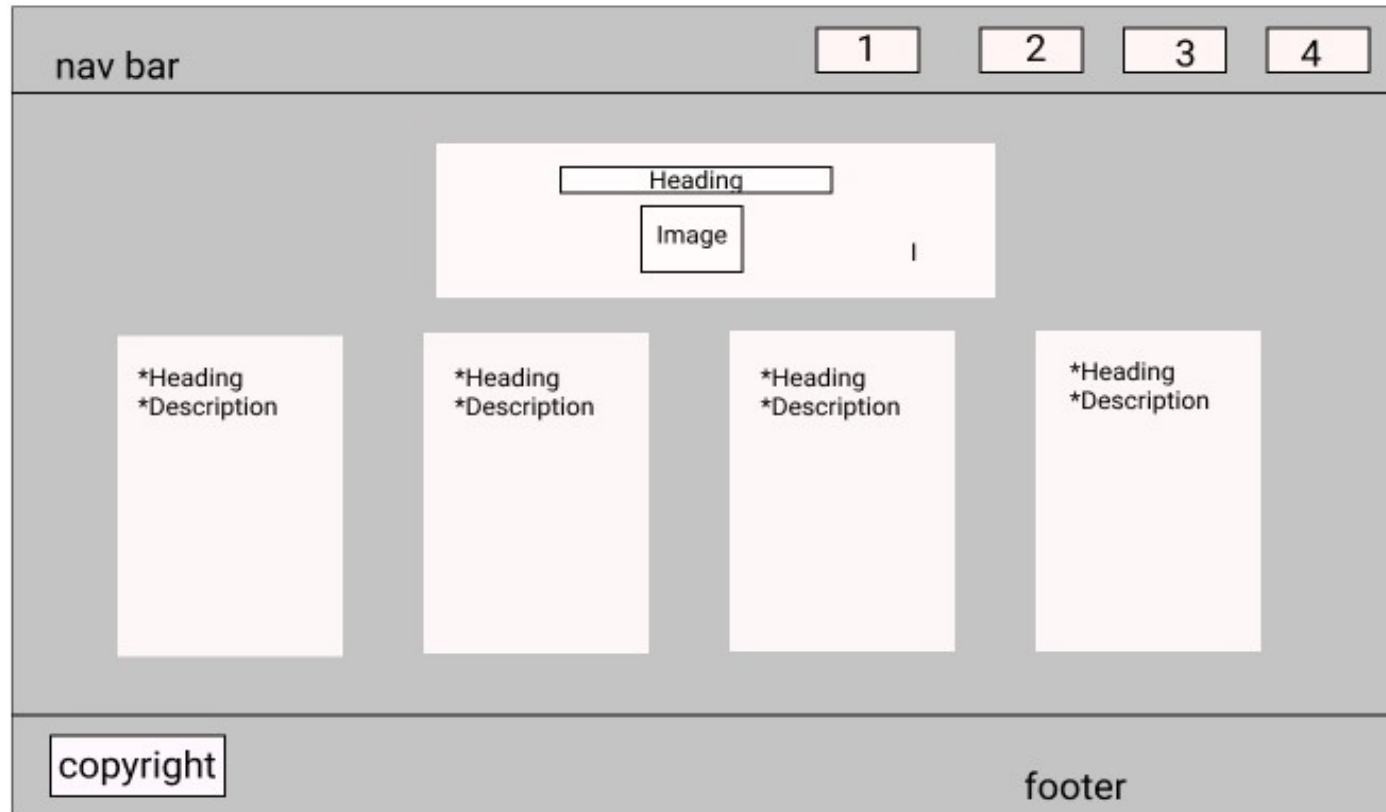 nav bar
1
2
3
4
Heading
Image
I
*Heading
*Description
*Heading
*Description
*Heading
*Description
*Heading
*Description
copyright
footer